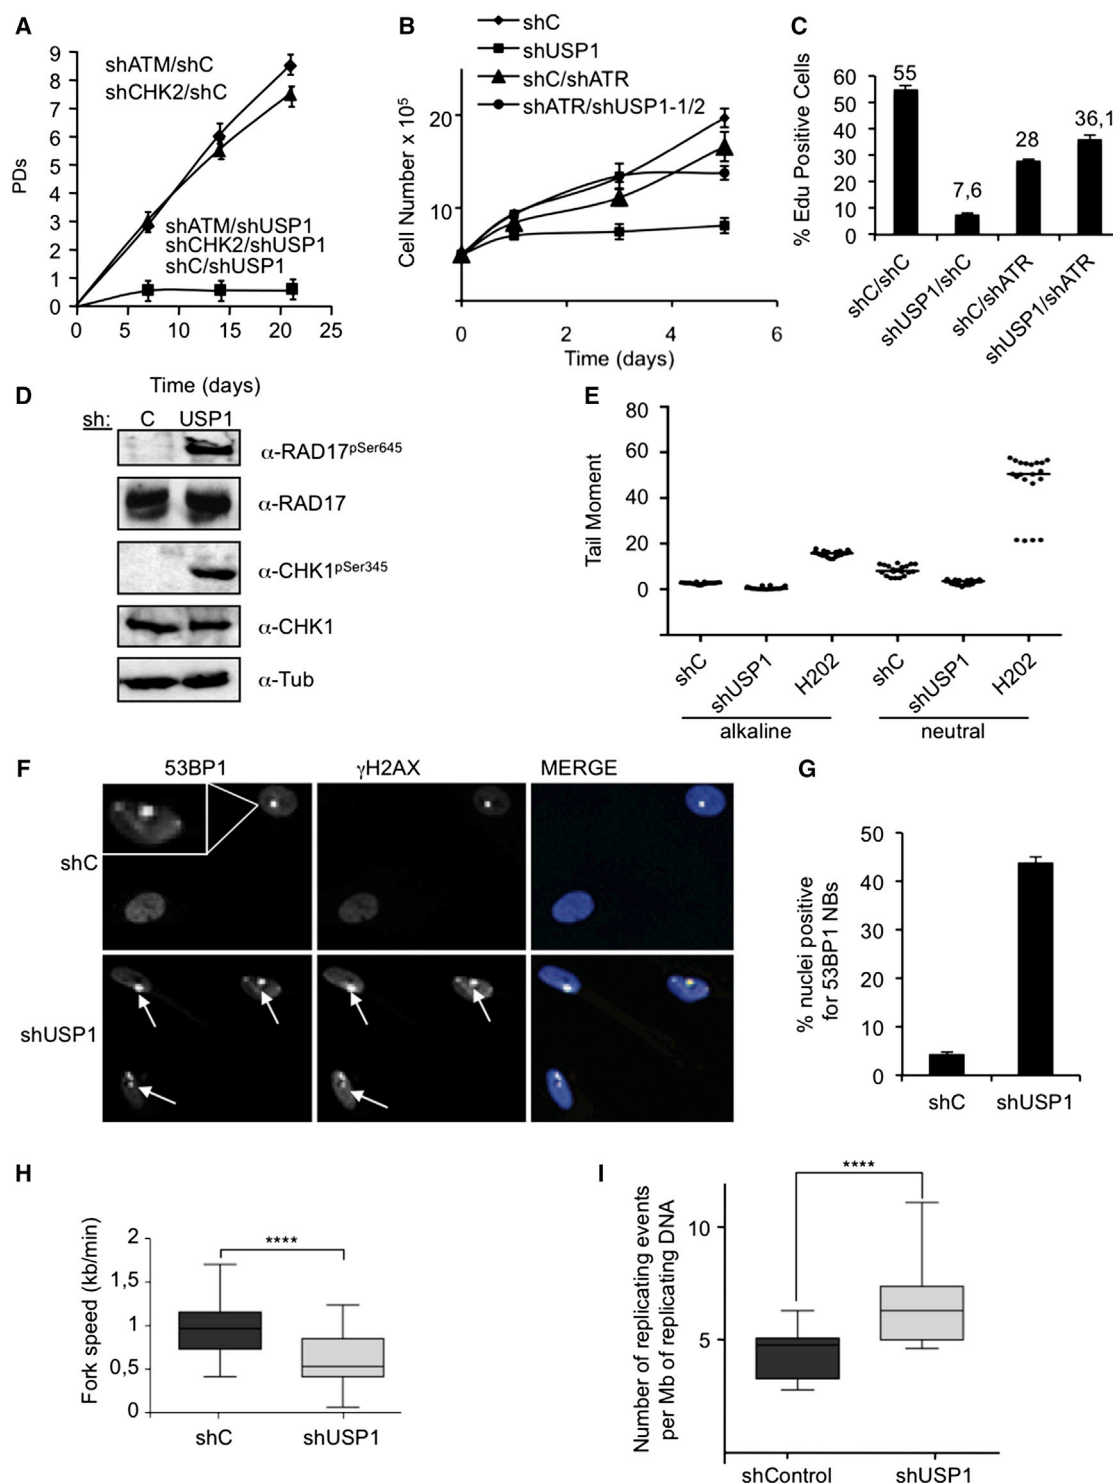 A
9
8
7
6
5
4
3
2
1
0
PDs
shATM/shC
shCHK2/shC
shATM/shUSP1
shCHK2/shUSP1
shC/shUSP1
0 5 10 15 20 25
Time (days)
B
shC
shUSP1
shC/shATR
shATR/shUSP1-1/2
Cell Number x 10⁵
20
10
0 2 4 6
Time (days)
C
% Edu Positive Cells
60
50
40
30
20
10
0
55
7,6
28
36,1
shC/shC
shUSP1/shC
shC/shATR
shUSP1/shATR
D
sh: C USP1
α-RAD17pSer645
α-RAD17
α-CHK1pSer345
α-CHK1
α-Tub
E
Tail Moment
80
60
40
20
0
shC
shUSP1
H202
shC
shUSP1
H202
alkaline
neutral
F
53BP1 γH2AX MERGE
shC
shUSP1
G
% nuclei positive
for 53BP1 NBs
50
40
30
20
10
0
shC shUSP1
H
Fork speed (kb/min)
2
1,5
1
0,5
0
****
shC shUSP1
I
Number of replicating events
per Mb of replicating DNA
10
5
****
shControl shUSP1